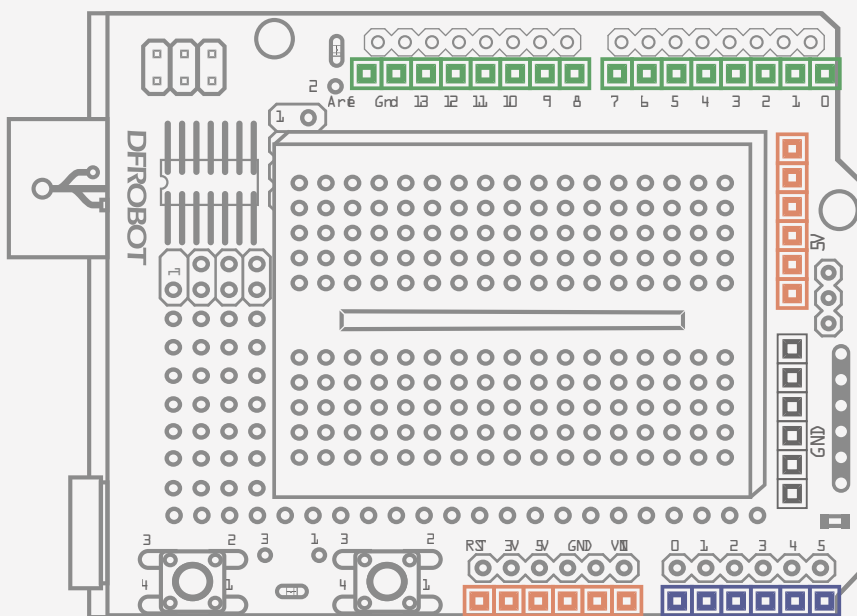 2
Aref Gnd 13 12 11 10 9 8 7 6 5 4 3 2 1 0
1
DFROBOT
5V
1
GND
3 2 3 1 3 2
RST 3V 5V GND VIN 0 1 2 3 4 5
4 1 4 1